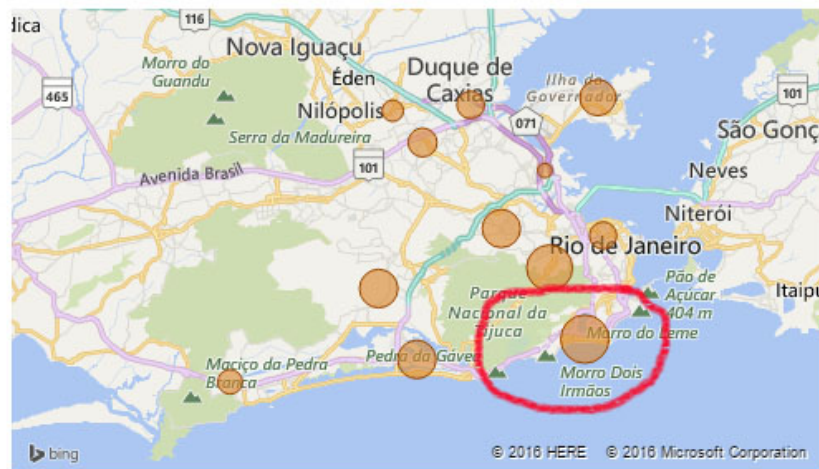 dica
116
Nova Iguaçu
Morro do
Guandu
Éden
Duque de
Caxias
Ilha do
Governador
465
Nilópolis
101
Serra da Madureira
071
São Gonç
Avenida Brasil
101
Neves
Niterói
Rio de Janeiro
Pão de
Açúcar
404 m
Itaipu
Parque
Nacional da
Tijuca
Morro do Leme
Maciço da Pedra
Branca
Pedra da Gávea
Morro Dois
Irmãos
bing
© 2016 HERE © 2016 Microsoft Corporation